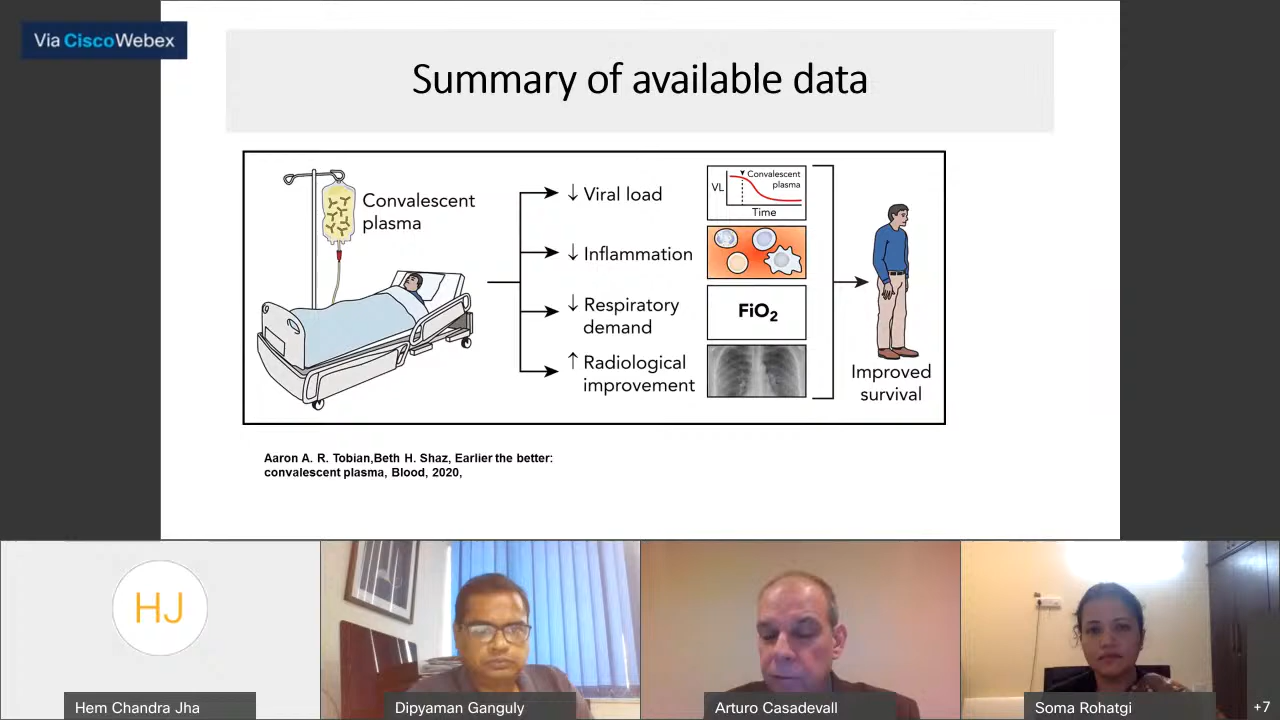 Via Cisco Webex
Summary of available data
Convalescent
plasma
↓ Viral load
VL
Convalescent
plasma
Time
↓ Inflammation
↓ Respiratory
demand
FiO₂
↑ Radiological
improvement
Improved
survival
Aaron A. R. Tobian,Beth H. Shaz, Earlier the better:
convalescent plasma, Blood, 2020,
HJ
Hem Chandra Jha
Dipyaman Ganguly
Arturo Casadevall
Soma Rohatgi
+7